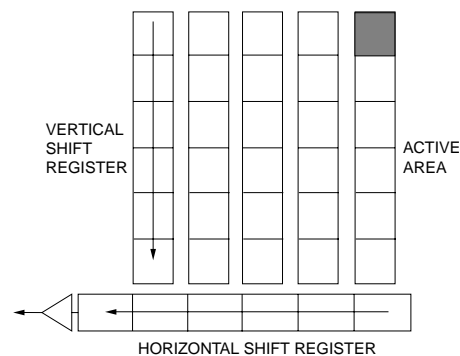 VERTICAL
SHIFT
REGISTER
ACTIVE
AREA
HORIZONTAL SHIFT REGISTER